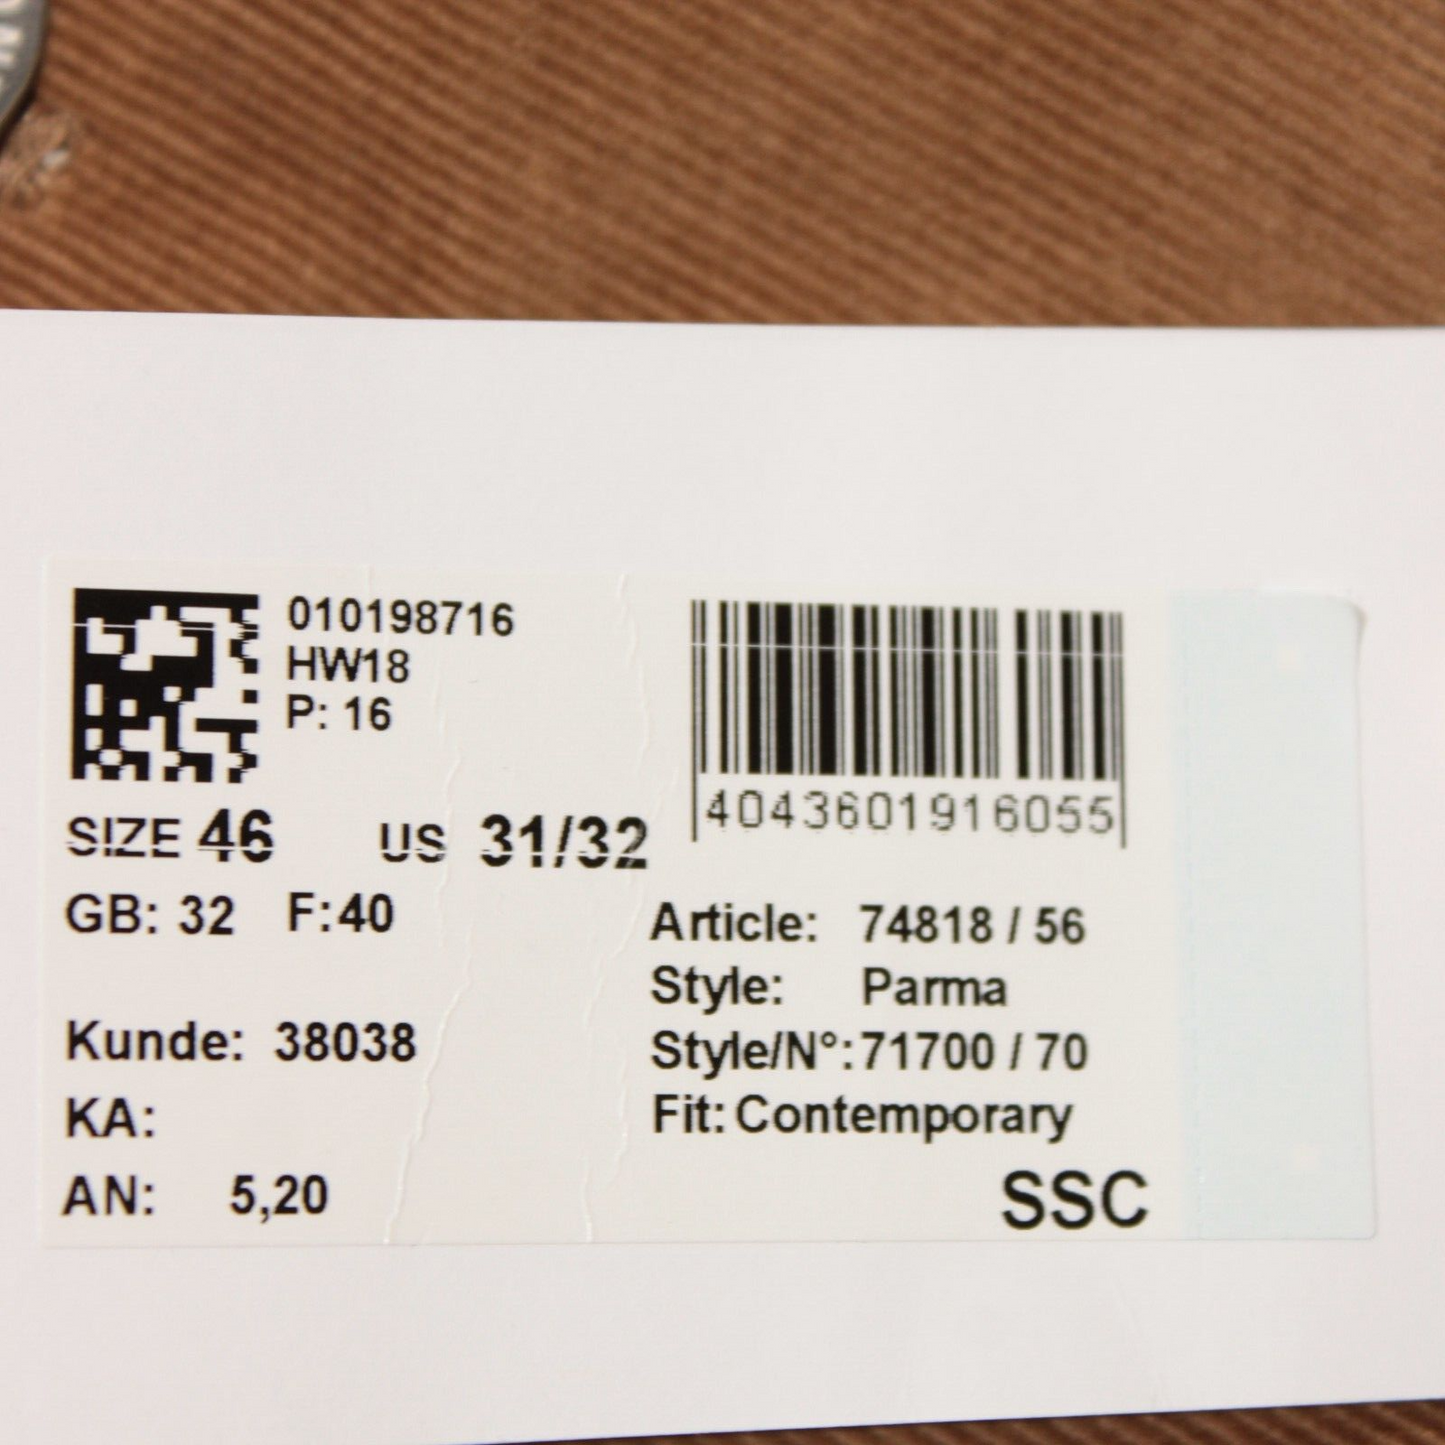 010198716
HW18
P: 16
4043601916055
SIZE 46 US 31/32
GB: 32 F:40
Article: 74818 / 56
Style: Parma
Kunde: 38038
Style/N°: 71700 / 70
KA:
Fit: Contemporary
AN: 5,20
SSC